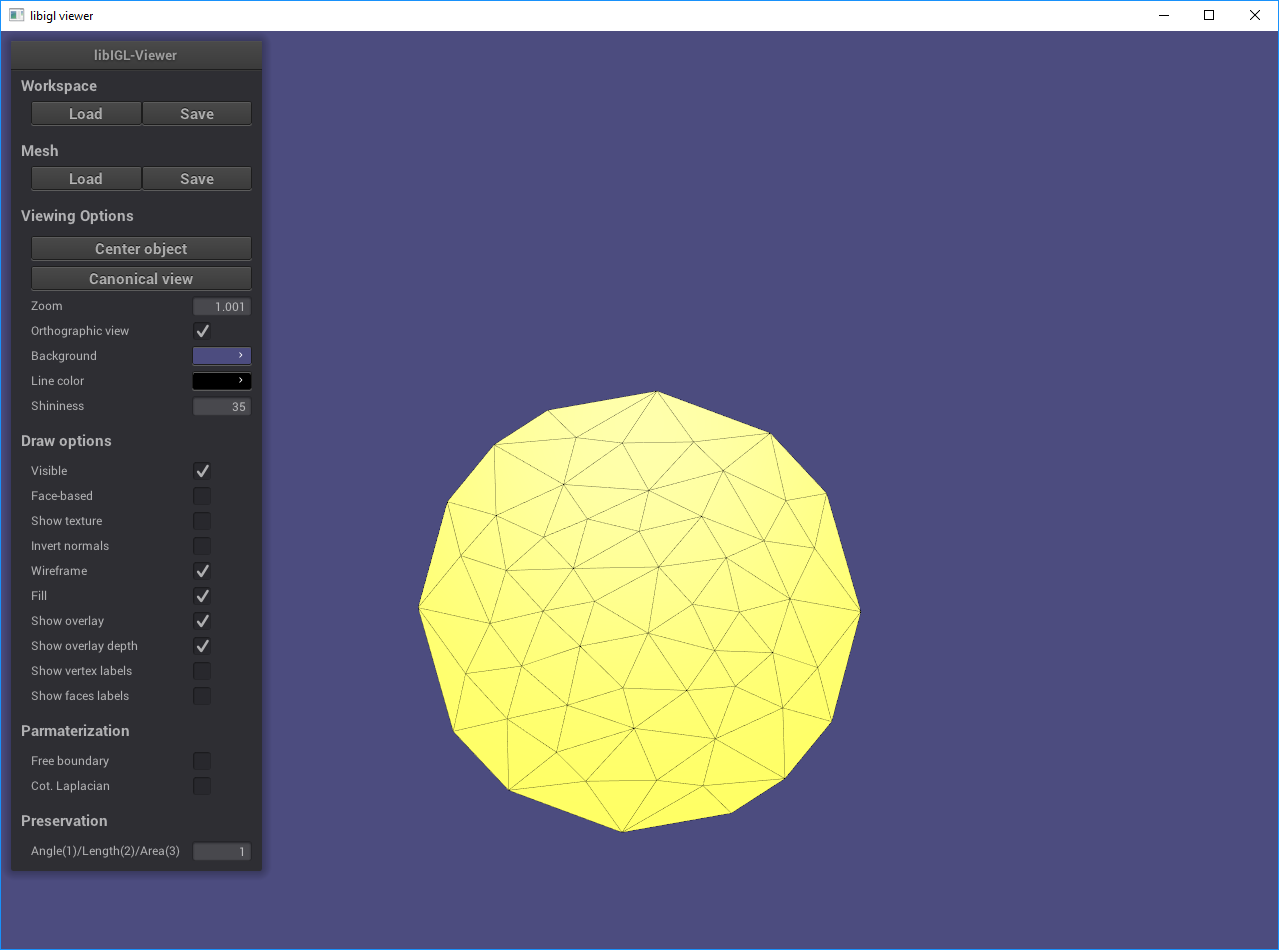 libigl viewer
libIGL-Viewer
Workspace
Load Save
Mesh
Load Save
Viewing Options
Center object
Canonical view
Zoom 1.001
Orthographic view
Background
Line color
Shininess 35
Draw options
Visible
Face-based
Show texture
Invert normals
Wireframe
Fill
Show overlay
Show overlay depth
Show vertex labels
Show faces labels
Parmaterization
Free boundary
Cot. Laplacian
Preservation
Angle(1)/Length(2)/Area(3) 1